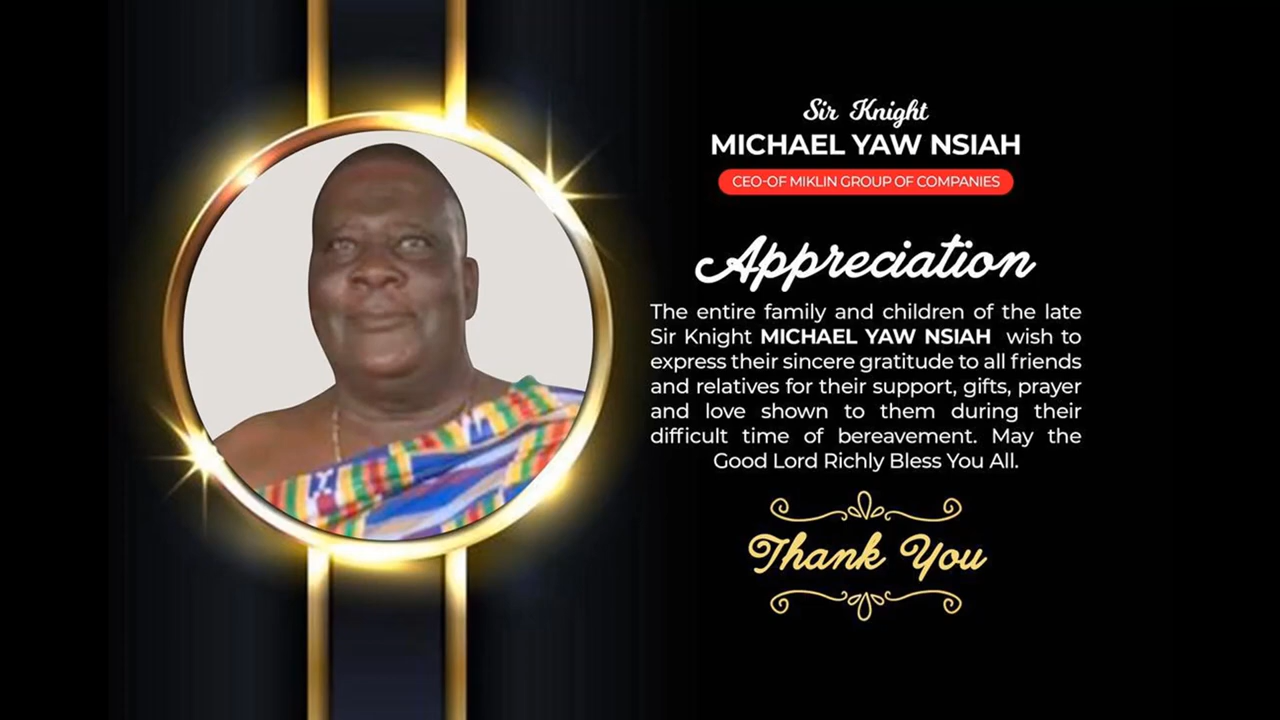 Sir Knight
MICHAEL YAW NSIAH
CEO-OF MIKLIN GROUP OF COMPANIES
Appreciation
The entire family and children of the late
Sir Knight MICHAEL YAW NSIAH wish to
express their sincere gratitude to all friends
and relatives for their support, gifts, prayer
and love shown to them during their
difficult time of bereavement. May the
Good Lord Richly Bless You All.
Thank You